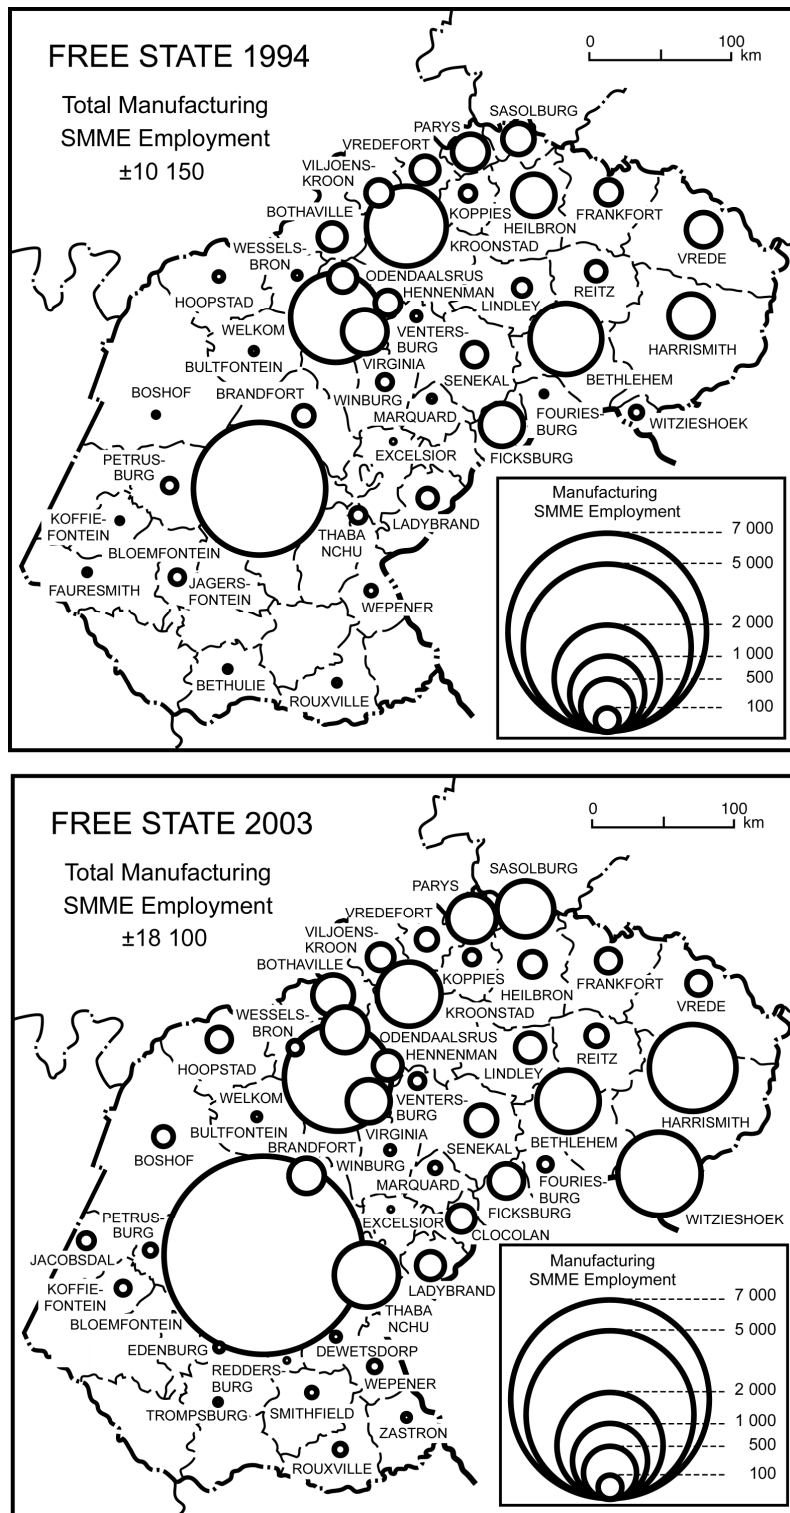 FREE STATE 1994
Total Manufacturing
SMME Employment
±10 150
0 100
km
SASOLBURG
PARYS
VREDEFORT
VILJOENS-
KROON
BOTHAVILLE
KOPPIES
HEILBRON
FRANKFORT
KROONSTAD
VREDE
WESSELS-
BRON
HOOPSTAD
ODENDAALSRUS
HENNENMAN
LINDLEY
REITZ
WELKOM
BULTFONTEIN
VENTERS-
BURG
VIRGINIA
SENEKAL
HARRISMITH
BETHLEHEM
BOSHOF
BRANDFORT
WINBURG
MARQUARD
FOURIES-
BURG
WITZIESHOEK
EXCELSIOR
FICKSBURG
PETRUS-
BURG
KOFFIE-
FONTEIN
BLOEMFONTEIN
THABA
NCHU
LADYBRAND
FAURESMITH
JAGERS-
FONTEIN
WEPENER
BETHULIE
ROUXVILLE
Manufacturing
SMME Employment
7 000
5 000
2 000
1 000
500
100
FREE STATE 2003
Total Manufacturing
SMME Employment
±18 100
0 100
km
SASOLBURG
PARYS
VREDEFORT
VILJOENS-
KROON
BOTHAVILLE
KOPPIES
HEILBRON
FRANKFORT
VREDE
KROONSTAD
WESSELS-
BRON
HOOPSTAD
ODENDAALSRUS
HENNENMAN
LINDLEY
REITZ
WELKOM
BULTFONTEIN
VENTERS-
BURG
VIRGINIA
SENEKAL
BETHLEHEM
HARRISMITH
BOSHOF
BRANDFORT
WINBURG
MARQUARD
FOURIES-
BURG
FICKSBURG
WITZIESHOEK
EXCELSIOR
CLOCOLAN
PETRUS-
BURG
JACOBSDAL
KOFFIE-
FONTEIN
LADYBRAND
THABA
NCHU
BLOEMFONTEIN
EDENBURG
DEWETSDORP
REDDERS-
BURG
WEPENER
TROMPSBURG
SMITHFIELD
ZASTRON
ROUXVILLE
Manufacturing
SMME Employment
7 000
5 000
2 000
1 000
500
100